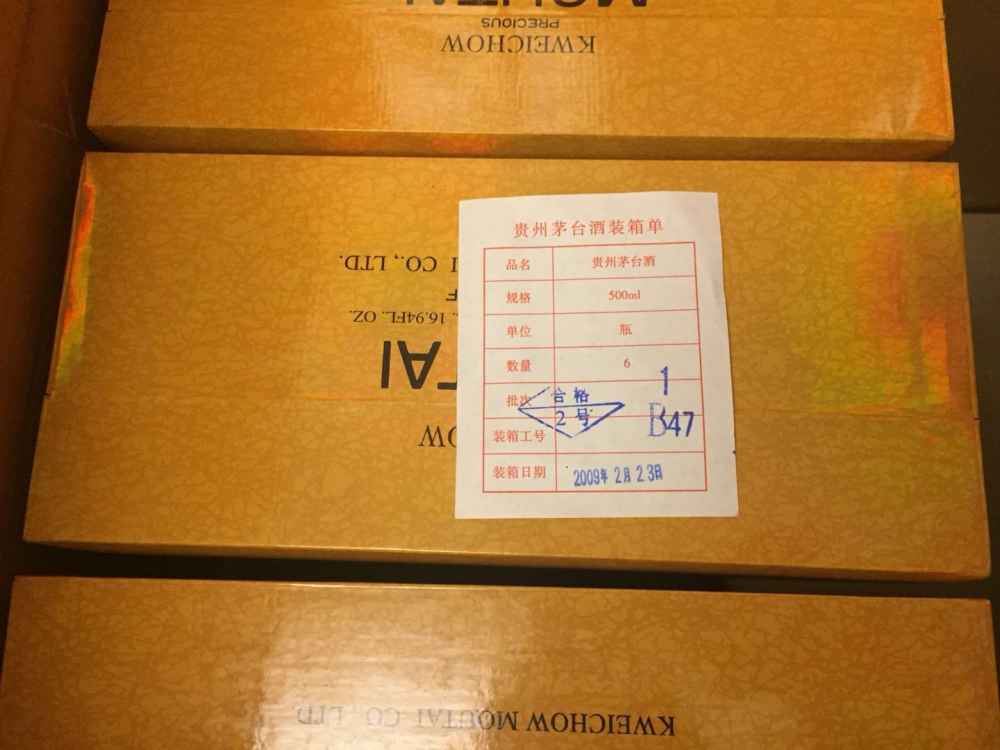 MOUTAI
PRECIOUS
KWEICHOW
CO., LTD.
16.94FL. OZ.
TAI
OW
贵州茅台酒装箱单
品名 贵州茅台酒
规格 500ml
单位 瓶
数量 6
批次 1
合格
2号
B47
装箱工号
装箱日期 2009年2月23日
KWEICHOW MOUTAI CO LTD